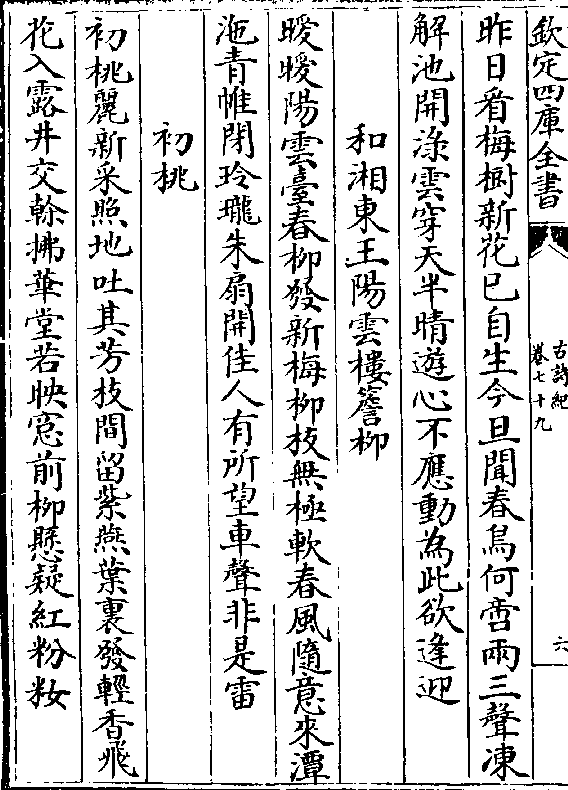 欽定四庫全書
古詩紀
卷七十九
六
昨日看梅樹新花已自生今旦聞春鳥何啻兩三聲凍
解池開淥雲穿天半晴遊心不應動為此欲逢迎
和湘東王陽雲樓簷柳
曖曖陽雲臺春柳發新梅柳枝無極軟春風隨意來潭
沲青帷閉玲瓏朱扇開佳人有所望車聲非是雷
初桃
初桃麗新采照地吐其芳枝間留紫燕葉裏發輕香飛
花入露井交榦拂華堂若映窓前柳懸疑紅粉妝